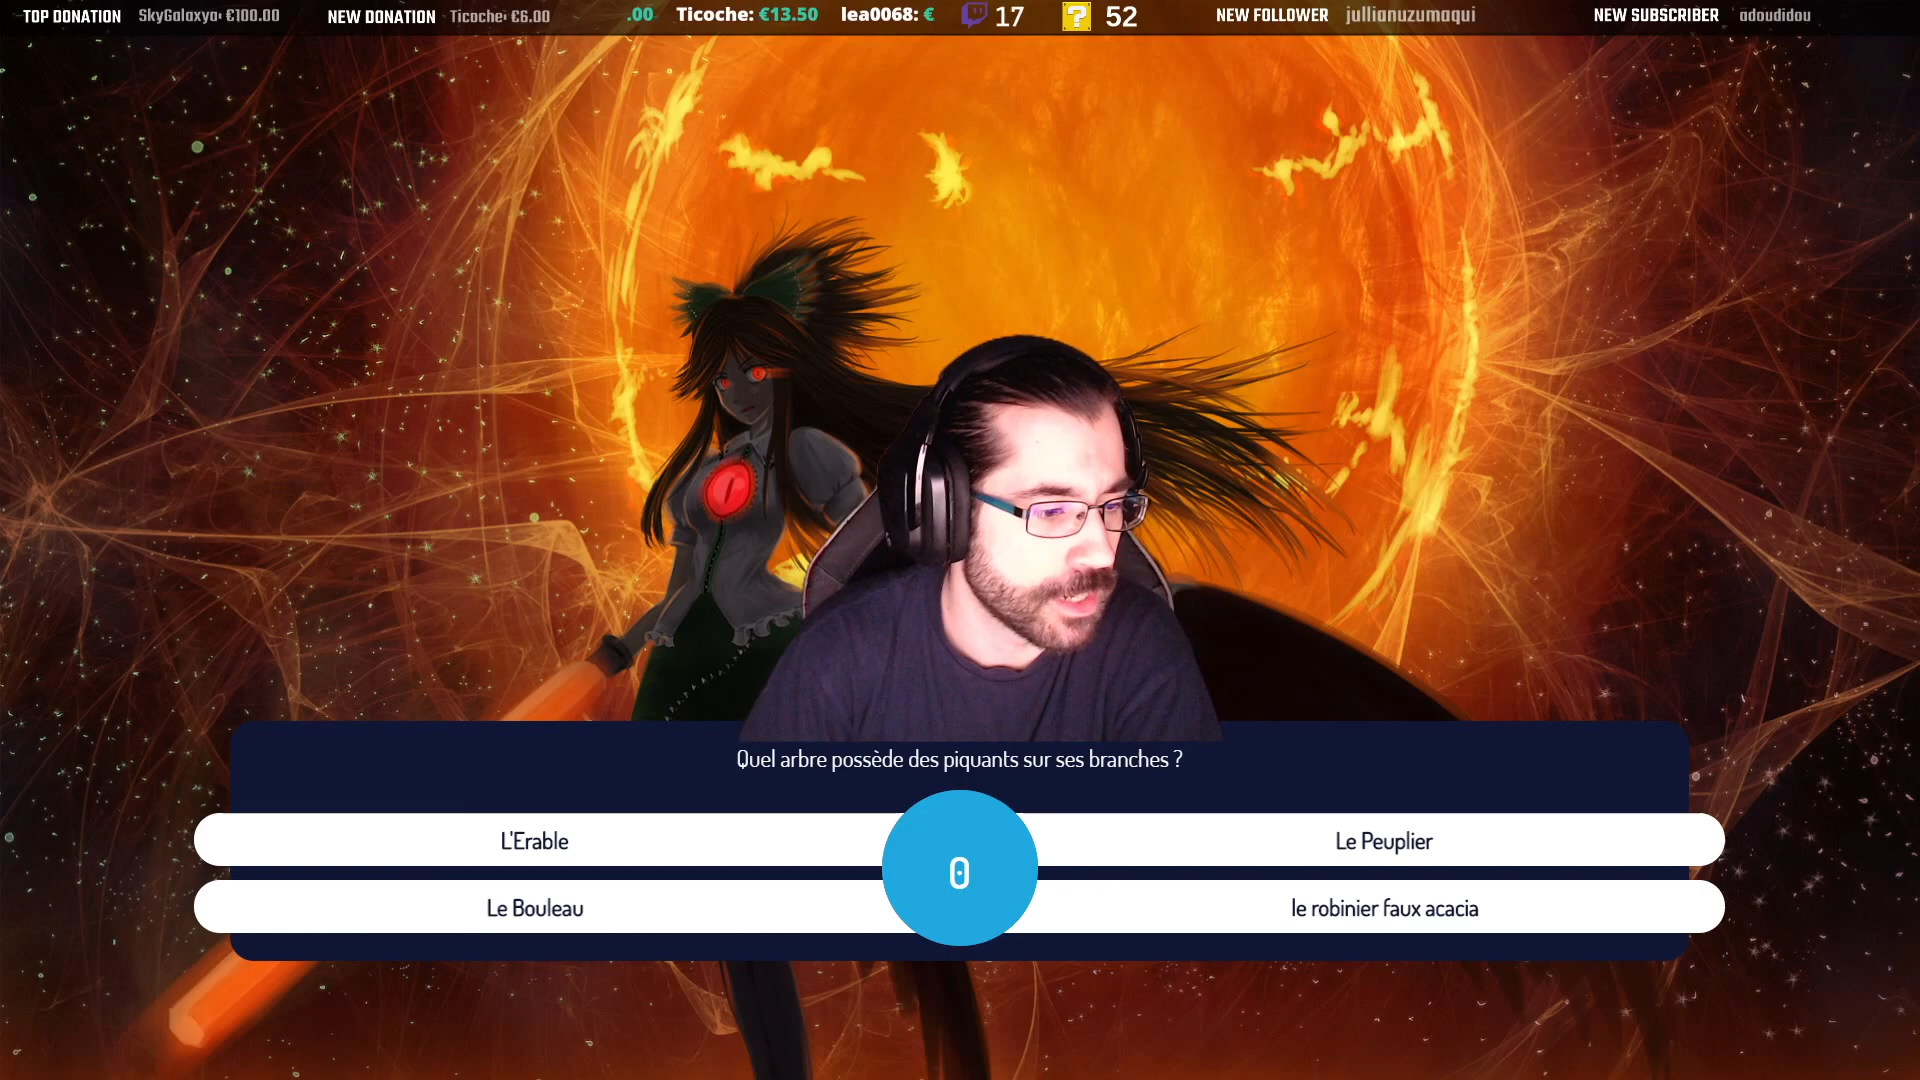 TOP DONATION SkyGalaxya: €100.00 NEW DONATION Ticoche: €6.00 .00 Ticoche: €13.50 lea0068: € 17 ? 52 NEW FOLLOWER jullianuzumaqui NEW SUBSCRIBER adoudidou
Quel arbre possède des piquants sur ses branches ?
L'Erable
Le Peuplier
0
Le Bouleau
le robinier faux acacia